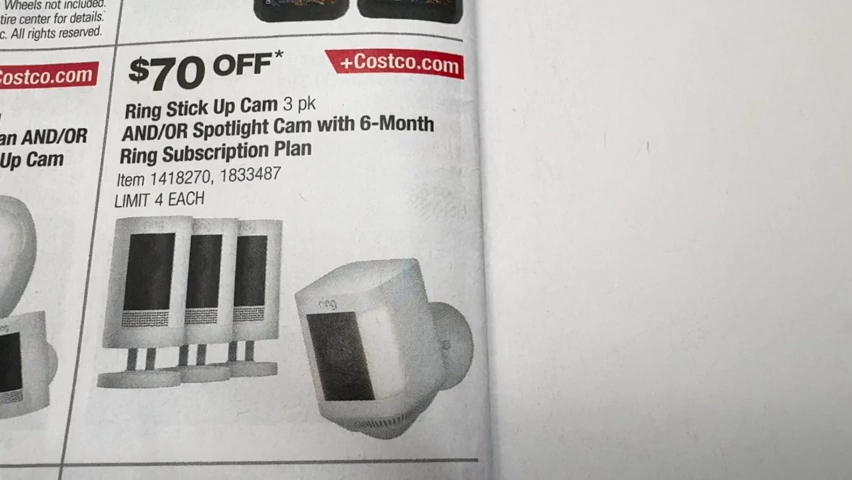 Wheels not included.
tire center for details.
c. All rights reserved.
Costco.com
an AND/OR
Up Cam
$70 OFF*
+Costco.com
Ring Stick Up Cam 3 pk
AND/OR Spotlight Cam with 6-Month
Ring Subscription Plan
Item 1418270, 1833487
LIMIT 4 EACH
ring